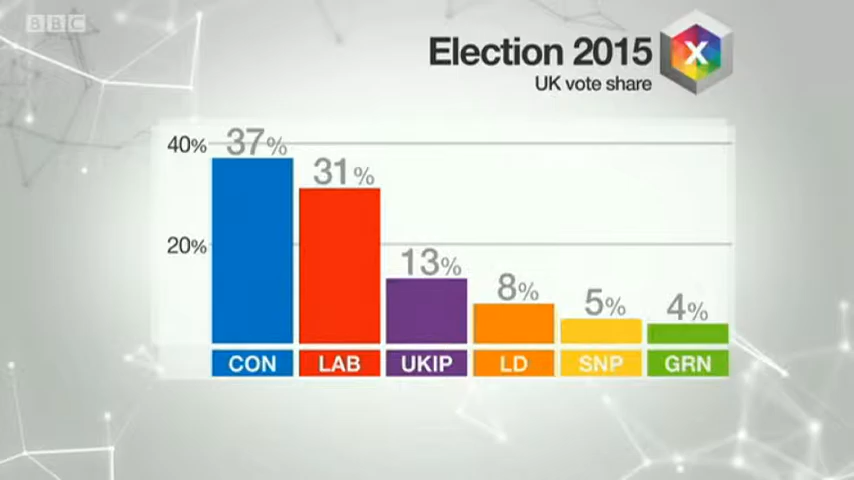 BBC
Election 2015 X
UK vote share
40%
37%
31%
20%
13%
8%
5%
4%
CON
LAB
UKIP
LD
SNP
GRN